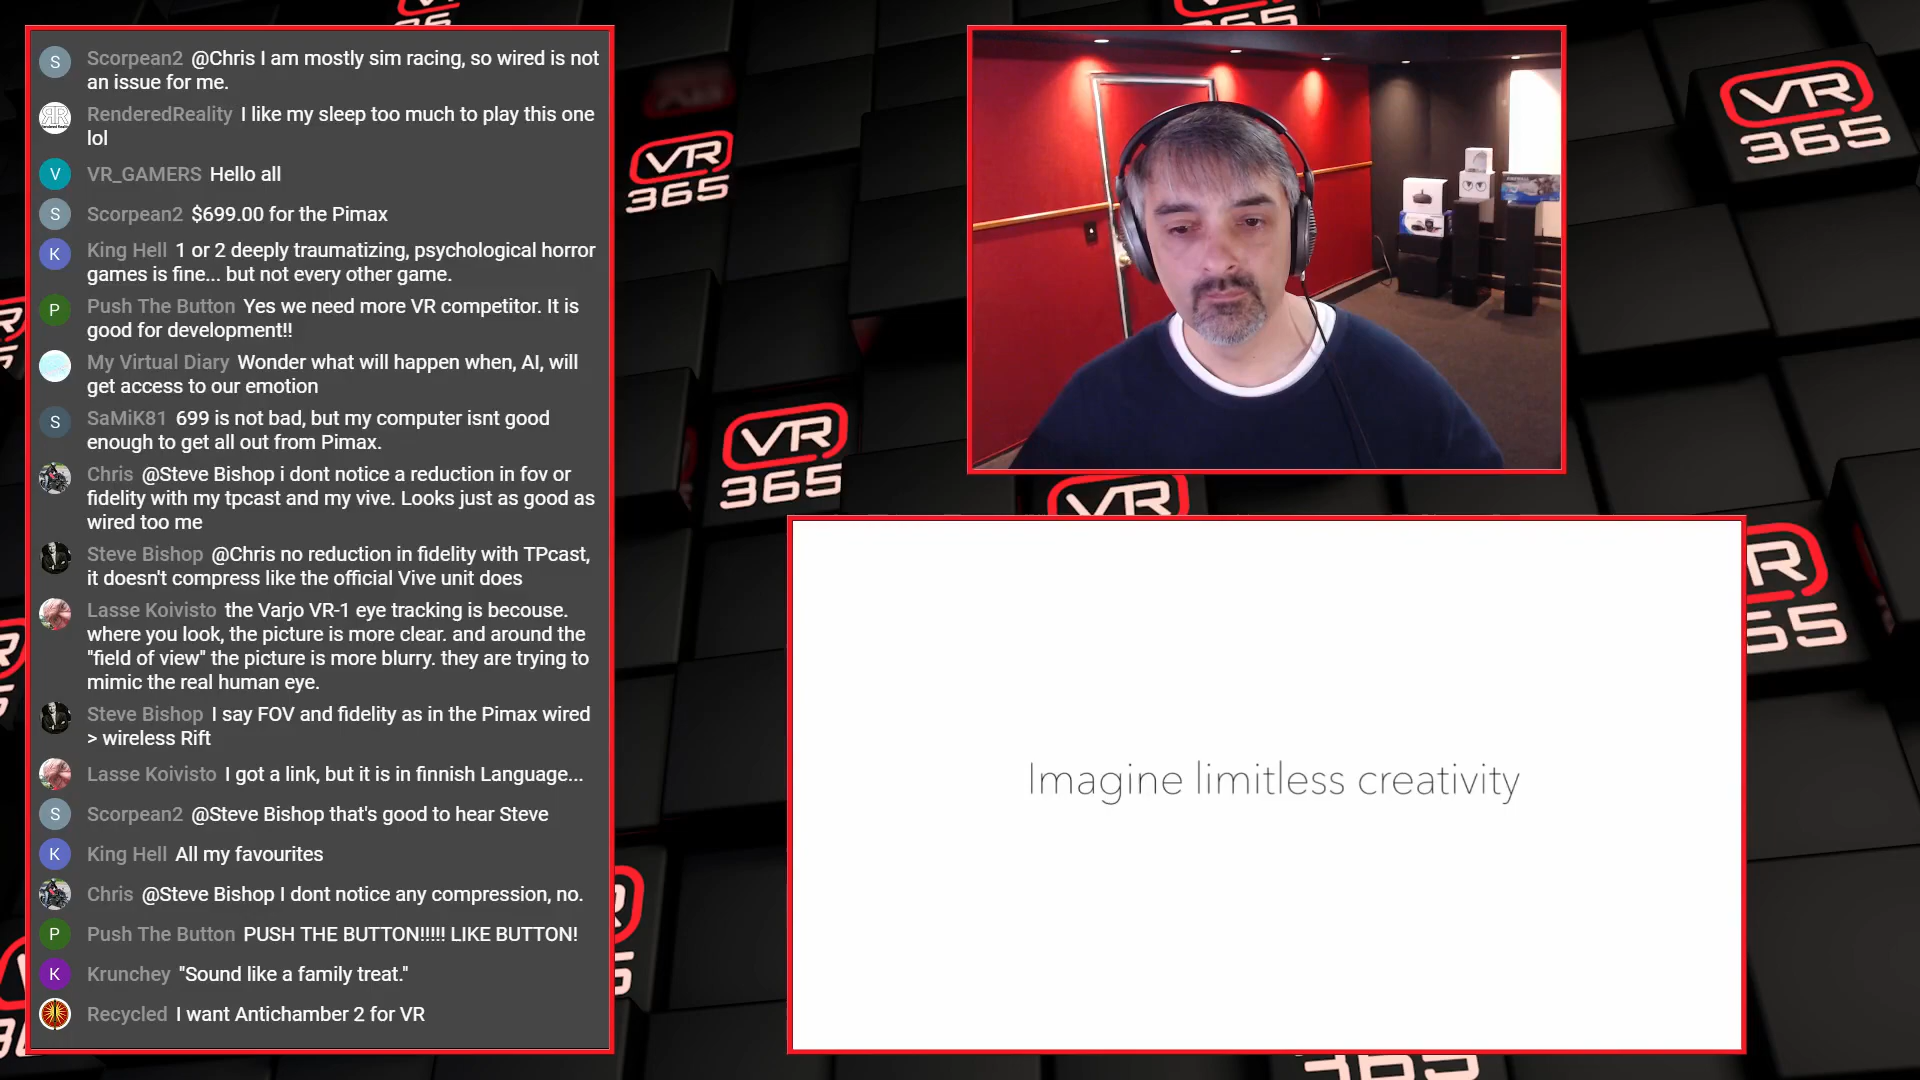 Scorpean2 @Chris I am mostly sim racing, so wired is not
an issue for me.
RenderedReality I like my sleep too much to play this one
lol
VR_GAMERS Hello all
Scorpean2 $699.00 for the Pimax
King Hell 1 or 2 deeply traumatizing, psychological horror
games is fine... but not every other game.
Push The Button Yes we need more VR competitor. It is
good for development!!
My Virtual Diary Wonder what will happen when, AI, will
get access to our emotion
SaMiK81 699 is not bad, but my computer isnt good
enough to get all out from Pimax.
Chris @Steve Bishop i dont notice a reduction in fov or
fidelity with my tpcast and my vive. Looks just as good as
wired too me
Steve Bishop @Chris no reduction in fidelity with TPcast,
it doesn't compress like the official Vive unit does
Lasse Koivisto the Varjo VR-1 eye tracking is becouse.
where you look, the picture is more clear. and around the
"field of view" the picture is more blurry. they are trying to
mimic the real human eye.
Steve Bishop I say FOV and fidelity as in the Pimax wired
> wireless Rift
Lasse Koivisto I got a link, but it is in finnish Language...
Scorpean2 @Steve Bishop that's good to hear Steve
King Hell All my favourites
Chris @Steve Bishop I dont notice any compression, no.
Push The Button PUSH THE BUTTON!!!!! LIKE BUTTON!
Krunchey "Sound like a family treat."
Recycled I want Antichamber 2 for VR
VR
365
VR
365
VR
365
VR
Imagine limitless creativity